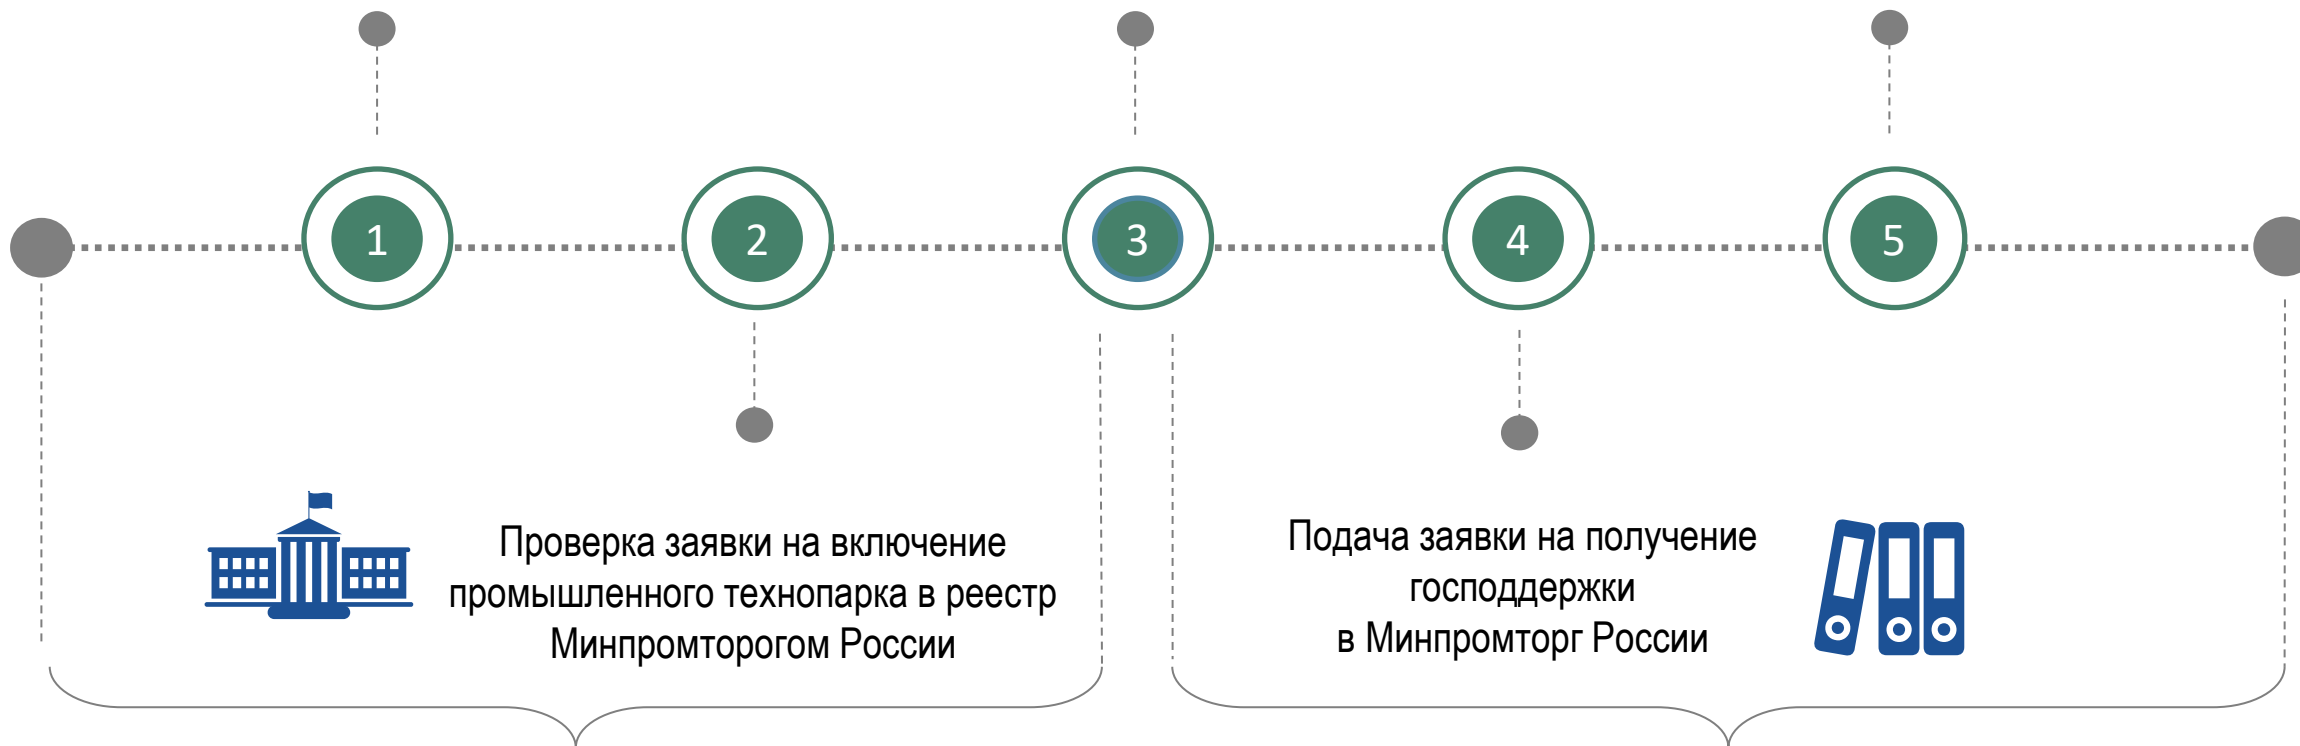 1
2
3
4
5
Проверка заявки на включение
промышленного технопарка в реестр
Минпромторогом России
Подача заявки на получение
господдержки
в Минпромторг России